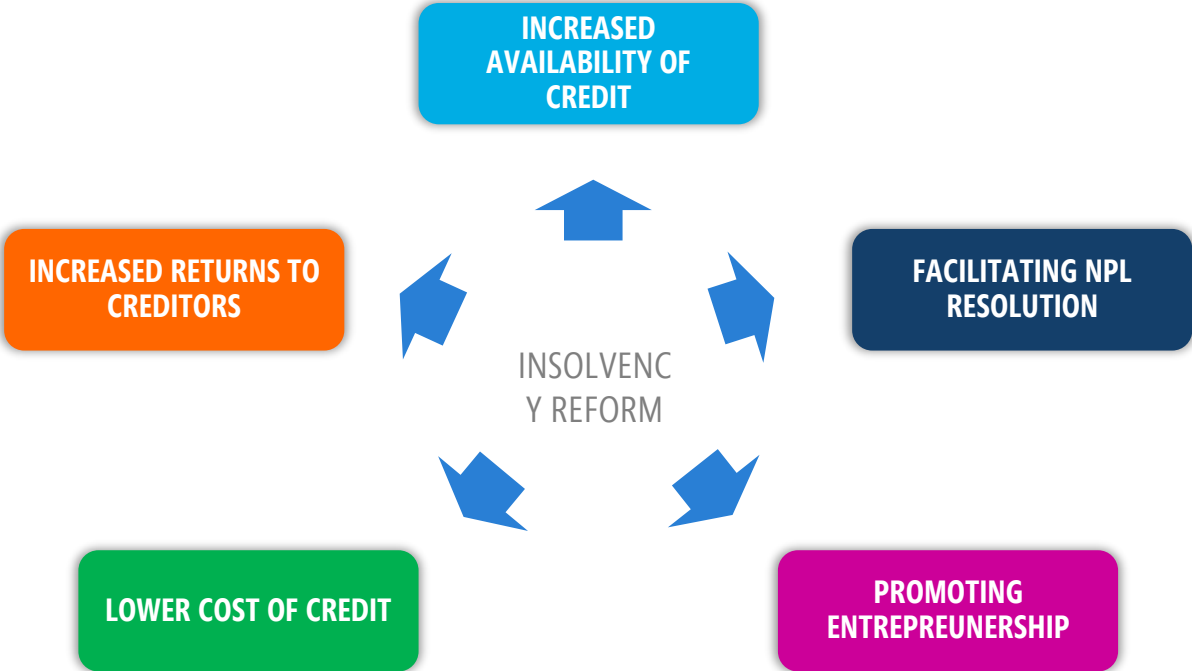 INCREASED
AVAILABILITY OF
CREDIT
INCREASED RETURNS TO
CREDITORS
FACILITATING NPL
RESOLUTION
INSOLVENC
Y REFORM
LOWER COST OF CREDIT
PROMOTING
ENTREPREUNERSHIP